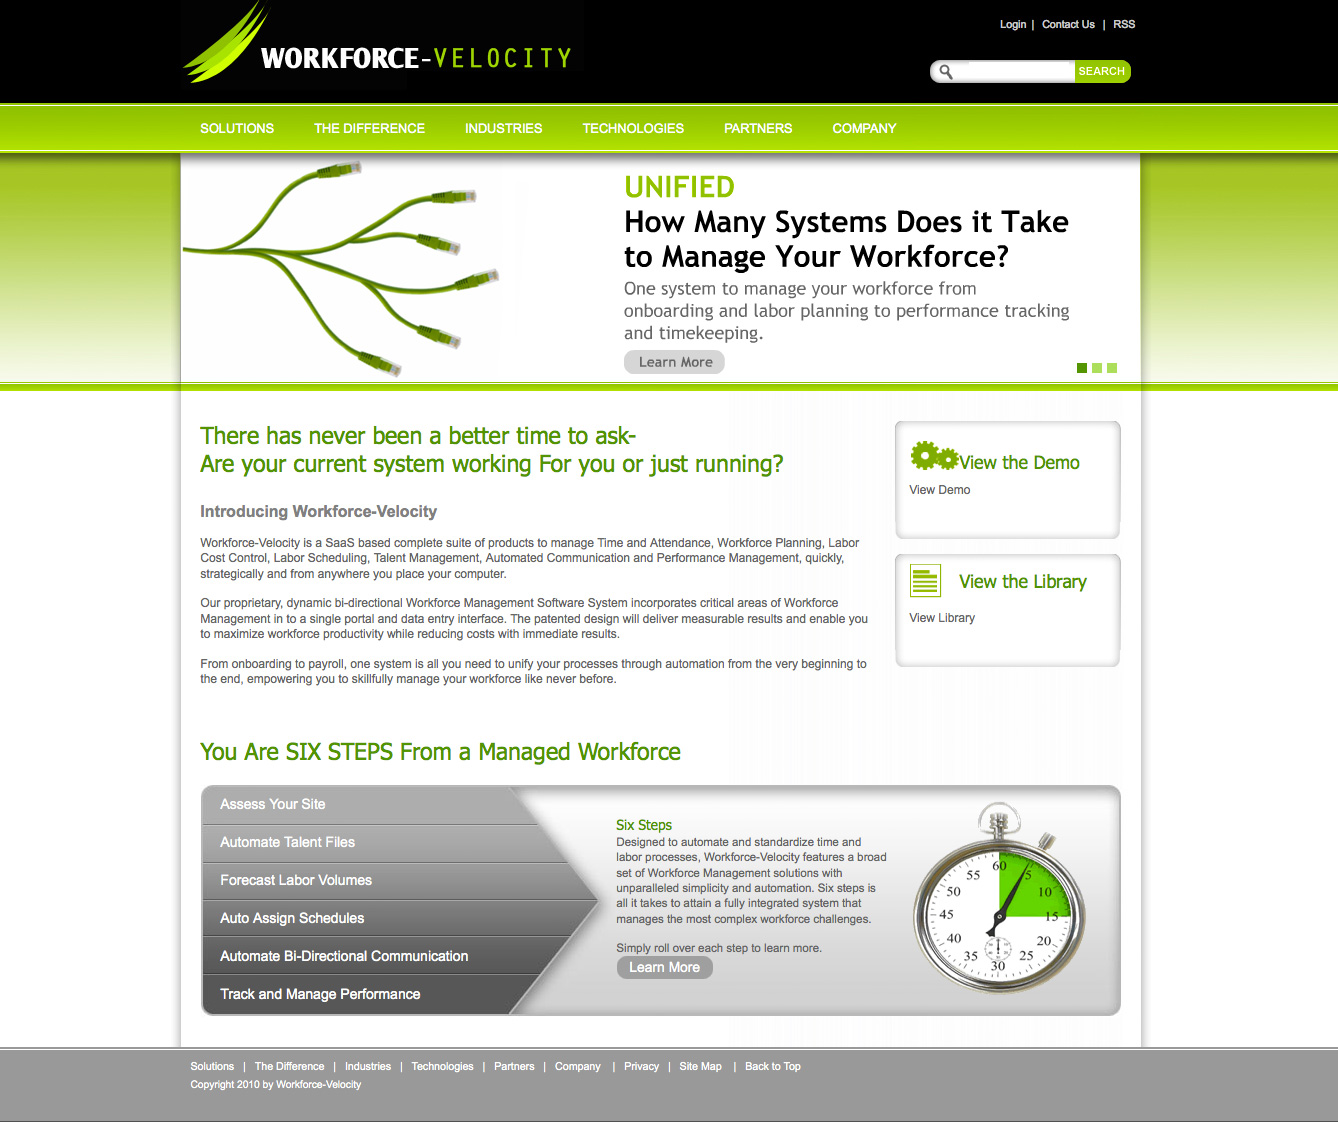 WORKFORCE-VELOCITY
Login | Contact Us | RSS
SEARCH
SOLUTIONS THE DIFFERENCE INDUSTRIES TECHNOLOGIES PARTNERS COMPANY
UNIFIED
How Many Systems Does it Take
to Manage Your Workforce?
One system to manage your workforce from
onboarding and labor planning to performance tracking
and timekeeping.
Learn More
There has never been a better time to ask-
Are your current system working For you or just running?
Introducing Workforce-Velocity
Workforce-Velocity is a SaaS based complete suite of products to manage Time and Attendance, Workforce Planning, Labor
Cost Control, Labor Scheduling, Talent Management, Automated Communication and Performance Management, quickly,
strategically and from anywhere you place your computer.
Our proprietary, dynamic bi-directional Workforce Management Software System incorporates critical areas of Workforce
Management in to a single portal and data entry interface. The patented design will deliver measurable results and enable you
to maximize workforce productivity while reducing costs with immediate results.
From onboarding to payroll, one system is all you need to unify your processes through automation from the very beginning to
the end, empowering you to skillfully manage your workforce like never before.
View the Demo
View Demo
View the Library
View Library
You Are SIX STEPS From a Managed Workforce
Assess Your Site
Automate Talent Files
Forecast Labor Volumes
Auto Assign Schedules
Automate Bi-Directional Communication
Track and Manage Performance
Six Steps
Designed to automate and standardize time and
labor processes, Workforce-Velocity features a broad
set of Workforce Management solutions with
unparalleled simplicity and automation. Six steps is
all it takes to attain a fully integrated system that
manages the most complex workforce challenges.
Simply roll over each step to learn more.
Learn More
60
5
10
15
20
25
30
35
40
45
50
55
Solutions | The Difference | Industries | Technologies | Partners | Company | Privacy | Site Map | Back to Top
Copyright 2010 by Workforce-Velocity